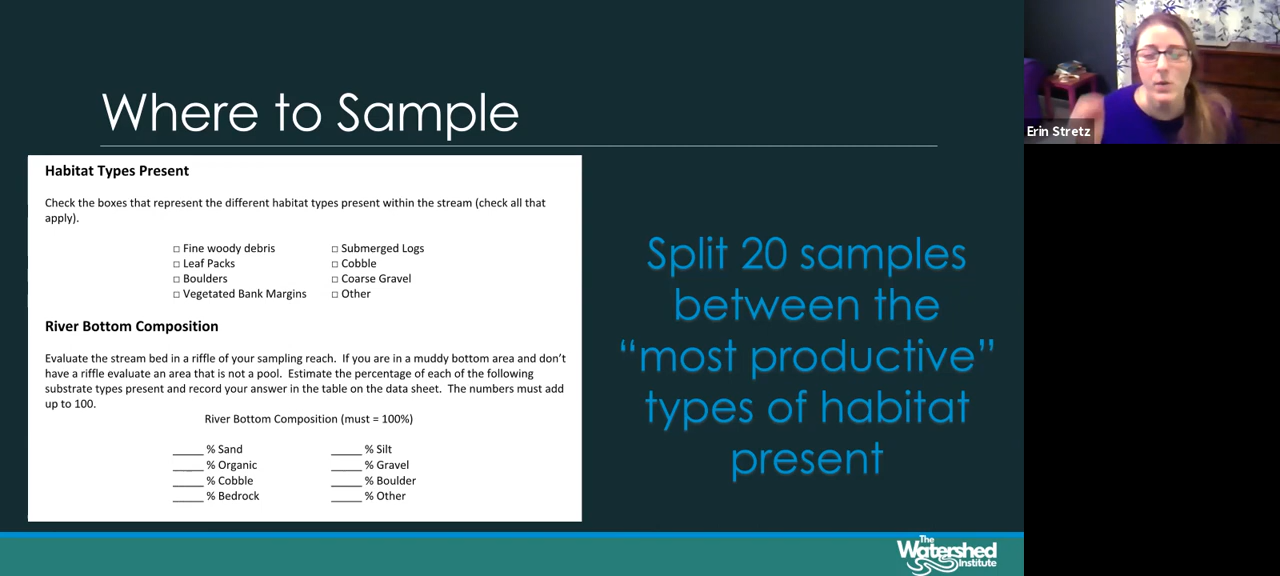 Where to Sample
Habitat Types Present
Check the boxes that represent the different habitat types present within the stream (check all that
apply).
□ Fine woody debris □ Submerged Logs
□ Leaf Packs □ Cobble
□ Boulders □ Coarse Gravel
□ Vegetated Bank Margins □ Other
River Bottom Composition
Evaluate the stream bed in a riffle of your sampling reach. If you are in a muddy bottom area and don’t
have a riffle evaluate an area that is not a pool. Estimate the percentage of each of the following
substrate types present and record your answer in the table on the data sheet. The numbers must add
up to 100.
River Bottom Composition (must = 100%)
_____ % Sand _____ % Silt
_____ % Organic _____ % Gravel
_____ % Cobble _____ % Boulder
_____ % Bedrock _____ % Other
Split 20 samples
between the
“most productive”
types of habitat
present
Erin Stretz
The
Watershed
Institute